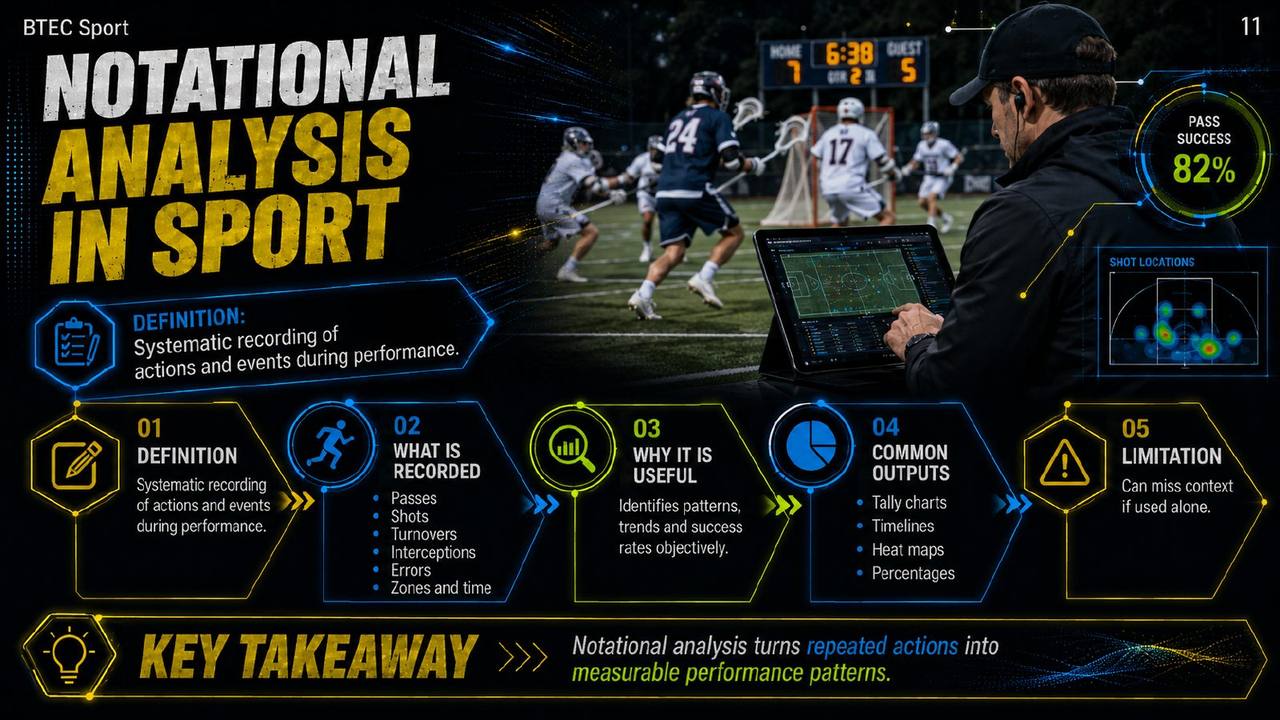 BTEC Sport
11
NOTATIONAL
ANALYSIS
IN SPORT
HOME
6:38
GUEST
7
2
5
24
17
PASS
SUCCESS
82%
SHOT LOCATIONS
DEFINITION:
Systematic recording of
actions and events during performance.
01
DEFINITION
Systematic recording
of actions and events
during performance.
02
WHAT IS
RECORDED
• Passes
• Shots
• Turnovers
• Interceptions
• Errors
• Zones and time
03
WHY IT IS
USEFUL
Identifies patterns,
trends and success
rates objectively.
04
COMMON
OUTPUTS
• Tally charts
• Timelines
• Heat maps
• Percentages
05
LIMITATION
Can miss context
if used alone.
KEY TAKEAWAY
Notational analysis turns repeated actions into
measurable performance patterns.